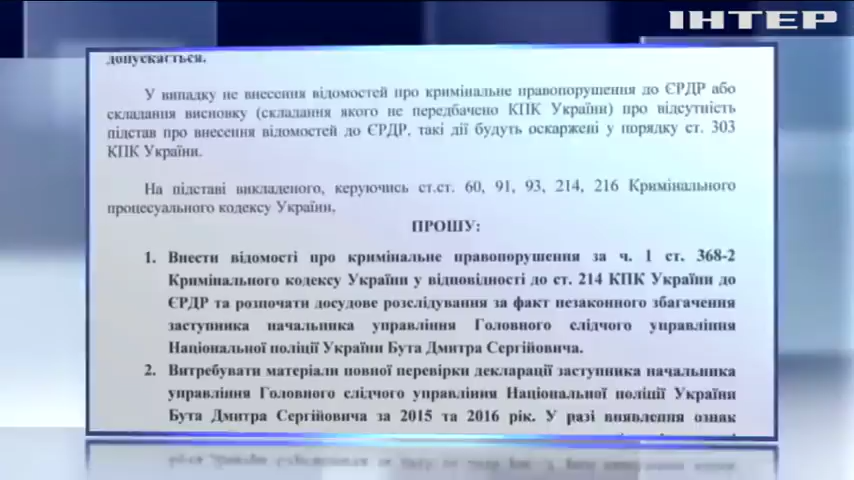 ІНТЕР
допускається.
У випадку не внесення відомостей про кримінальне правопорушення до ЄРДР або
складання висновку (складання якого не передбачено КПК України) про відсутність
підстав про внесення відомостей до ЄРДР, такі дії будуть оскаржені у порядку ст. 303
КПК України.
На підставі викладеного, керуючись ст.ст. 60, 91, 93, 214, 216 Кримінального
процесуального кодексу України,
ПРОШУ:
1. Внести відомості про кримінальне правопорушення за ч. 1 ст. 368-2
Кримінального кодексу України у відповідності до ст. 214 КПК України до
ЄРДР та розпочати досудове розслідування за факт незаконного збагачення
заступника начальника управління Головного слідчого управління
Національної поліції України Бута Дмитра Сергійовича.
2. Витребувати матеріали повної перевірки декларації заступника начальника
управління Головного слідчого управління Національної поліції України
Бута Дмитра Сергійовича за 2015 та 2016 рік. У разі виявлення ознак